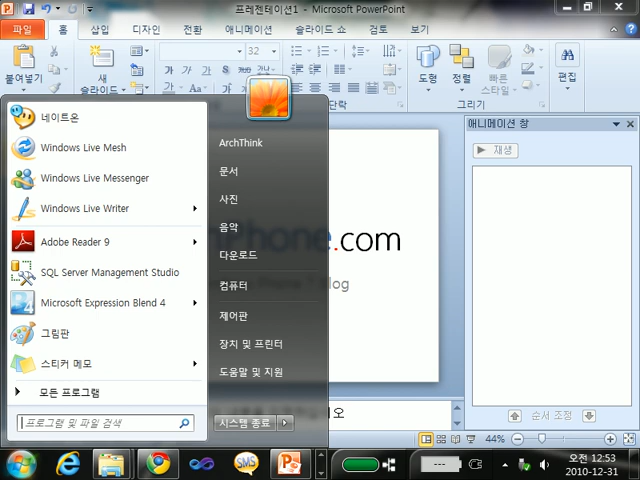 프레젠테이션1 - Microsoft PowerPoint
파일 홈 삽입 디자인 전환 애니메이션 슬라이드 쇼 검토 보기
붙여넣기
새 슬라이드
32
가 가 가
단락
도형
정렬
빠른 스타일
그리기
편집
애니메이션 창
재생
순서 조정
네이트온
Windows Live Mesh
Windows Live Messenger
Windows Live Writer
Adobe Reader 9
SQL Server Management Studio
Microsoft Expression Blend 4
그림판
스티커 메모
모든 프로그램
프로그램 및 파일 검색
ArchThink
문서
사진
음악
다운로드
컴퓨터
제어판
장치 및 프린터
도움말 및 지원
시스템 종료
Phone.com
Blog
44%
SMS
---
오전 12:53
2010-12-31